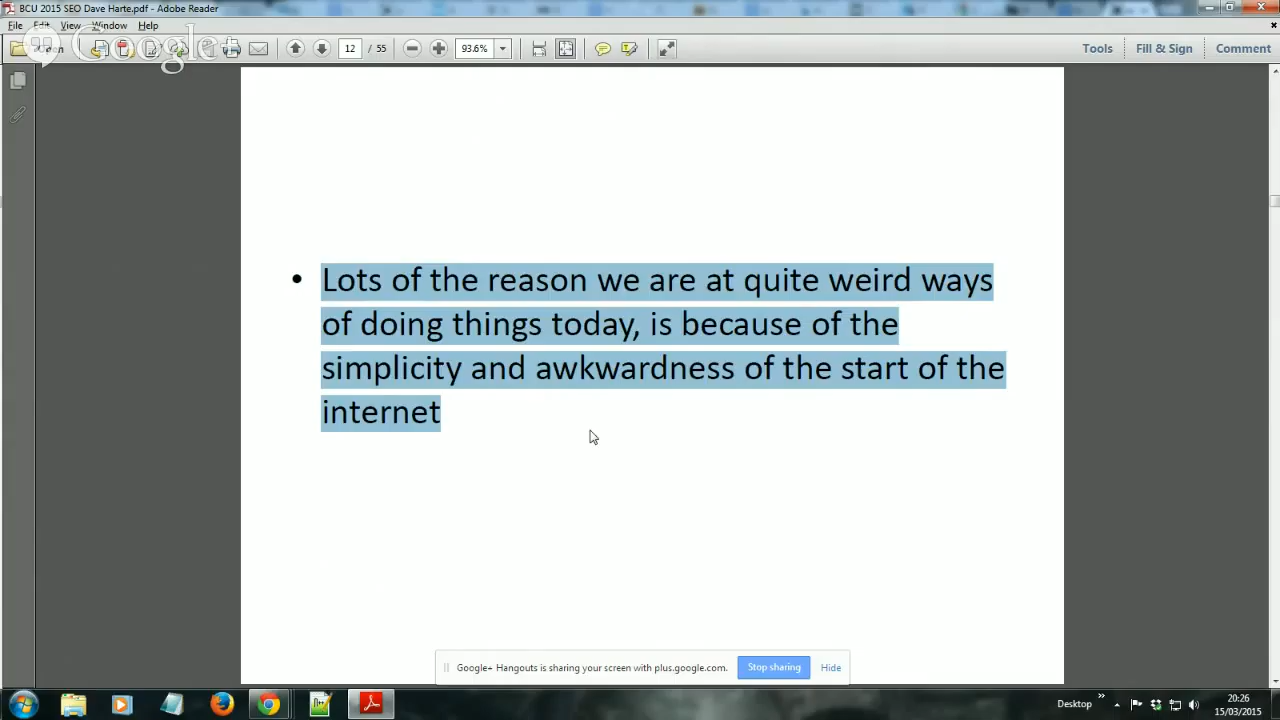 BCU 2015 SEO Dave Harte.pdf - Adobe Reader
File Edit View Window Help
Google+
12 / 55 93.6% Tools Fill & Sign Comment
• Lots of the reason we are at quite weird ways
of doing things today, is because of the
simplicity and awkwardness of the start of the
internet
Google+ Hangouts is sharing your screen with plus.google.com. Stop sharing Hide
Desktop
20:26
15/03/2015